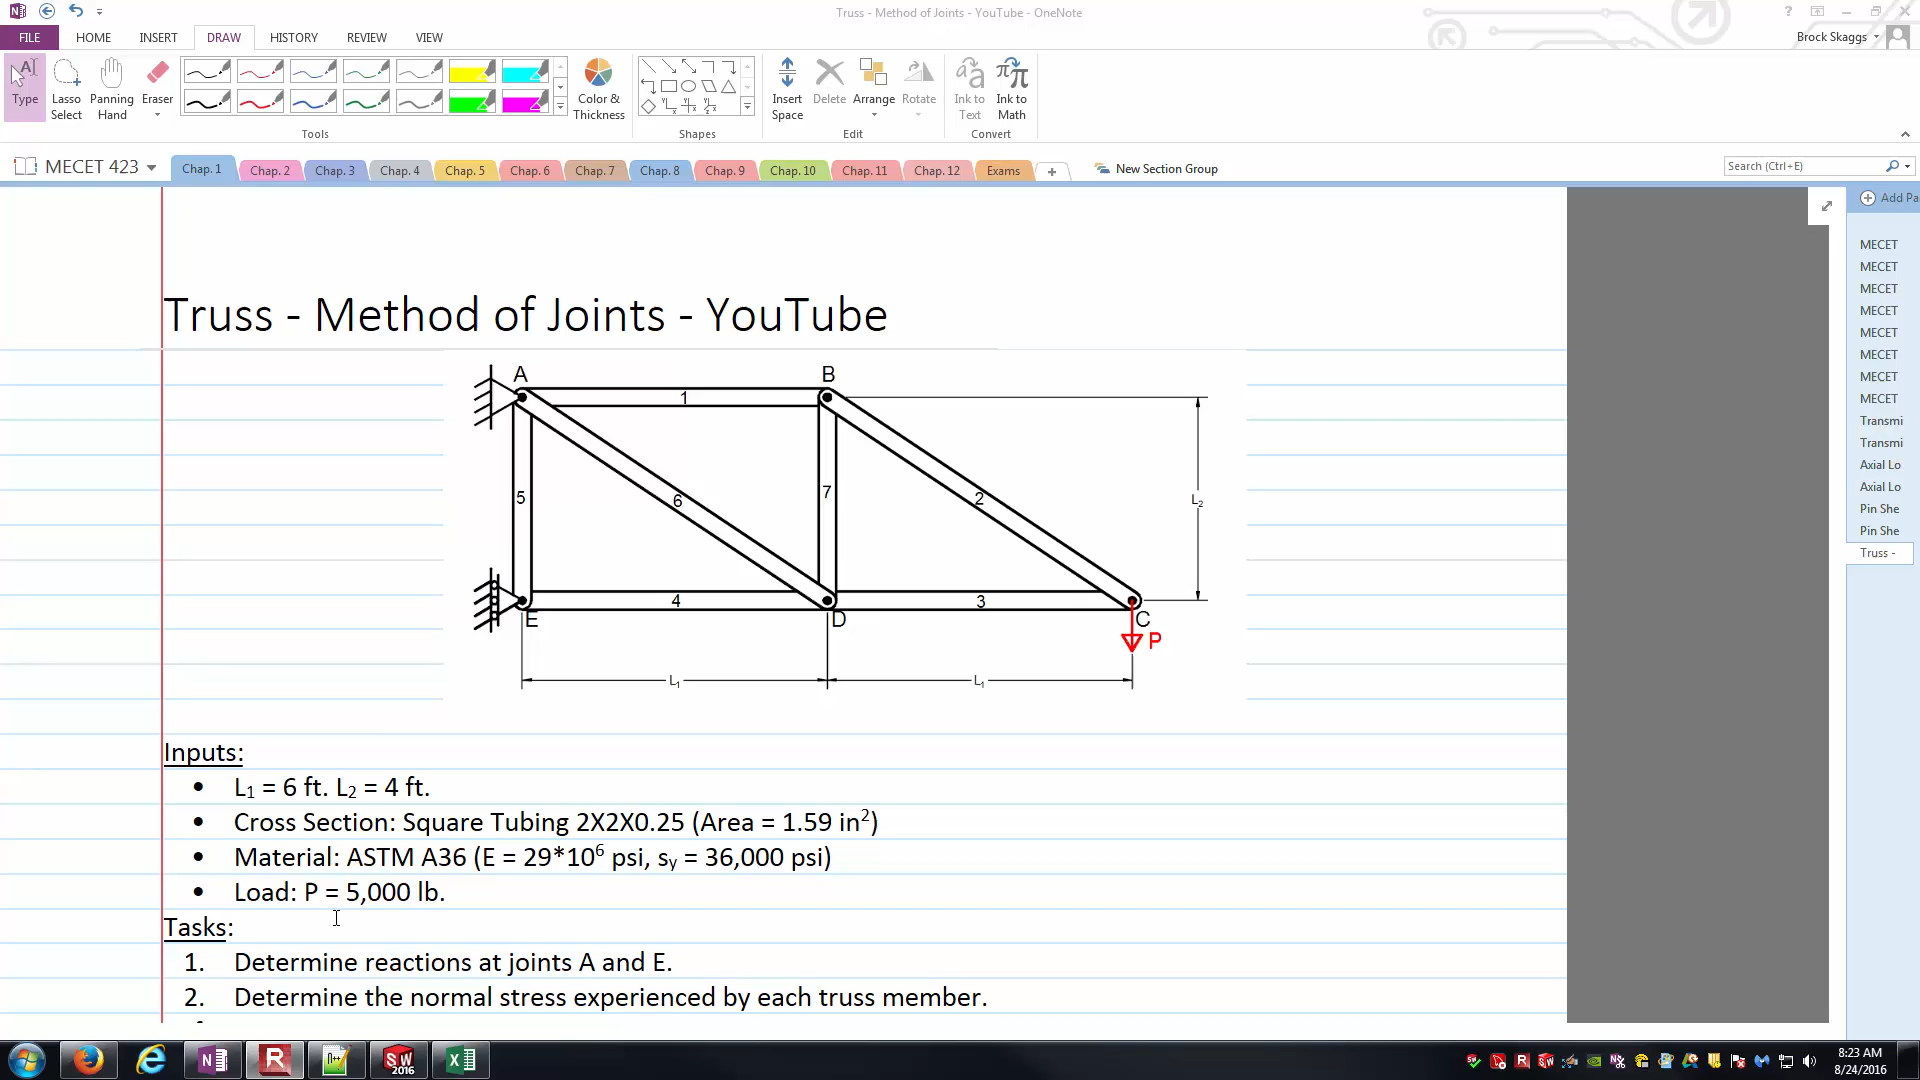 Truss - Method of Joints - YouTube - OneNote
?
Brock Skaggs
FILE HOME INSERT DRAW HISTORY REVIEW VIEW
Type
Lasso Select
Panning Hand
Eraser
Color & Thickness
Insert Space
Delete
Arrange
Rotate
Ink to Text
Ink to Math
Tools Shapes Edit Convert
MECET 423
Chap. 1 Chap. 2 Chap. 3 Chap. 4 Chap. 5 Chap. 6 Chap. 7 Chap. 8 Chap. 9 Chap. 10 Chap. 11 Chap. 12 Exams + New Section Group
Search (Ctrl+E)
Add Pa
MECET
MECET
MECET
MECET
MECET
MECET
MECET
MECET
Transmi
Transmi
Axial Lo
Axial Lo
Pin She
Pin She
Truss -
Truss - Method of Joints - YouTube
A B
1
5 6 7 2 L₂
4 3
E D C
P
L₁ L₁
Inputs:
• L₁ = 6 ft. L₂ = 4 ft.
• Cross Section: Square Tubing 2X2X0.25 (Area = 1.59 in²)
• Material: ASTM A36 (E = 29*10⁶ psi, sy = 36,000 psi)
• Load: P = 5,000 lb.
Tasks:
1. Determine reactions at joints A and E.
2. Determine the normal stress experienced by each truss member.
8:23 AM
8/24/2016